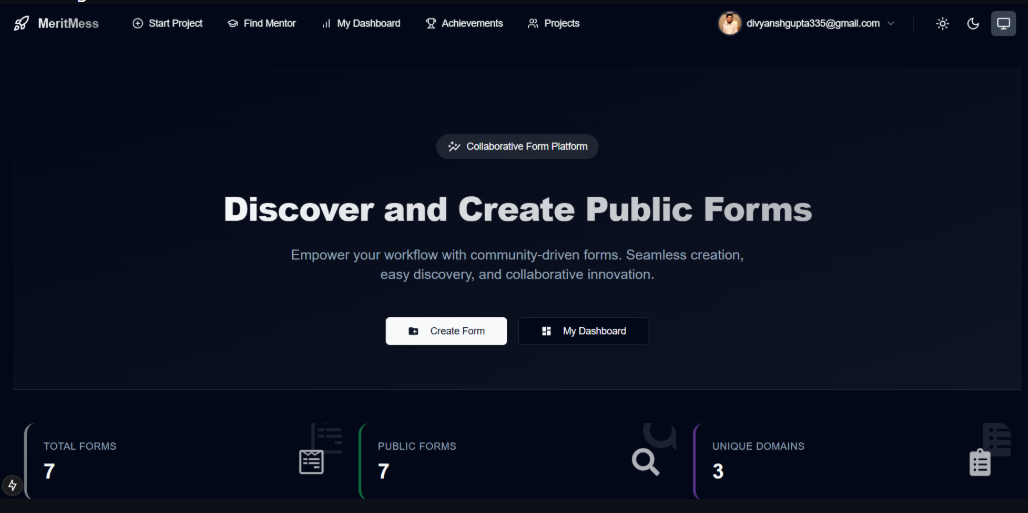 MeritMess
Start Project
Find Mentor
My Dashboard
Achievements
Projects
divyanshgupta335@gmail.com
Collaborative Form Platform
Discover and Create Public Forms
Empower your workflow with community-driven forms. Seamless creation,
easy discovery, and collaborative innovation.
Create Form
My Dashboard
TOTAL FORMS
7
PUBLIC FORMS
7
UNIQUE DOMAINS
3